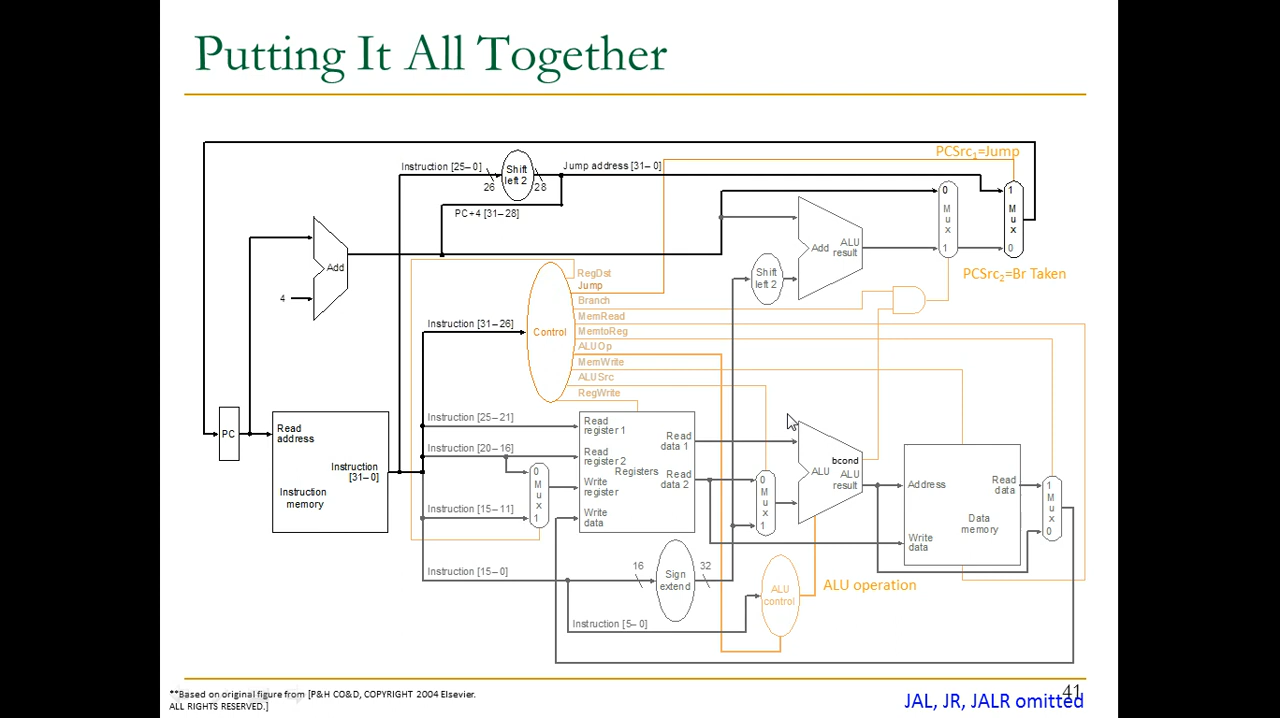 Putting It All Together
PCSrc₁=Jump
Instruction [25–0]
Shift
left 2
Jump address [31–0]
26
28
PC+4 [31–28]
0
M
u
x
1
1
M
u
x
0
Add
ALU
result
Add
4
Shift
left 2
PCSrc₂=Br Taken
RegDst
Jump
Branch
MemRead
MemtoReg
ALUOp
MemWrite
ALUSrc
RegWrite
Instruction [31–26]
Control
PC
Read
address
Instruction
[31–0]
Instruction
memory
Instruction [25–21]
Instruction [20–16]
Instruction [15–11]
Instruction [15–0]
0
M
u
x
1
Read
register 1
Read
register 2
Write
register
Write
data
Registers
Read
data 1
Read
data 2
0
M
u
x
1
bcond
ALU
ALU
result
Address
Write
data
Read
data
Data
memory
1
M
u
x
0
16
Sign
extend
32
Instruction [5–0]
ALU
control
ALU operation
**Based on original figure from [P&H CO&D, COPYRIGHT 2004 Elsevier.
ALL RIGHTS RESERVED.]
41
JAL, JR, JALR omitted